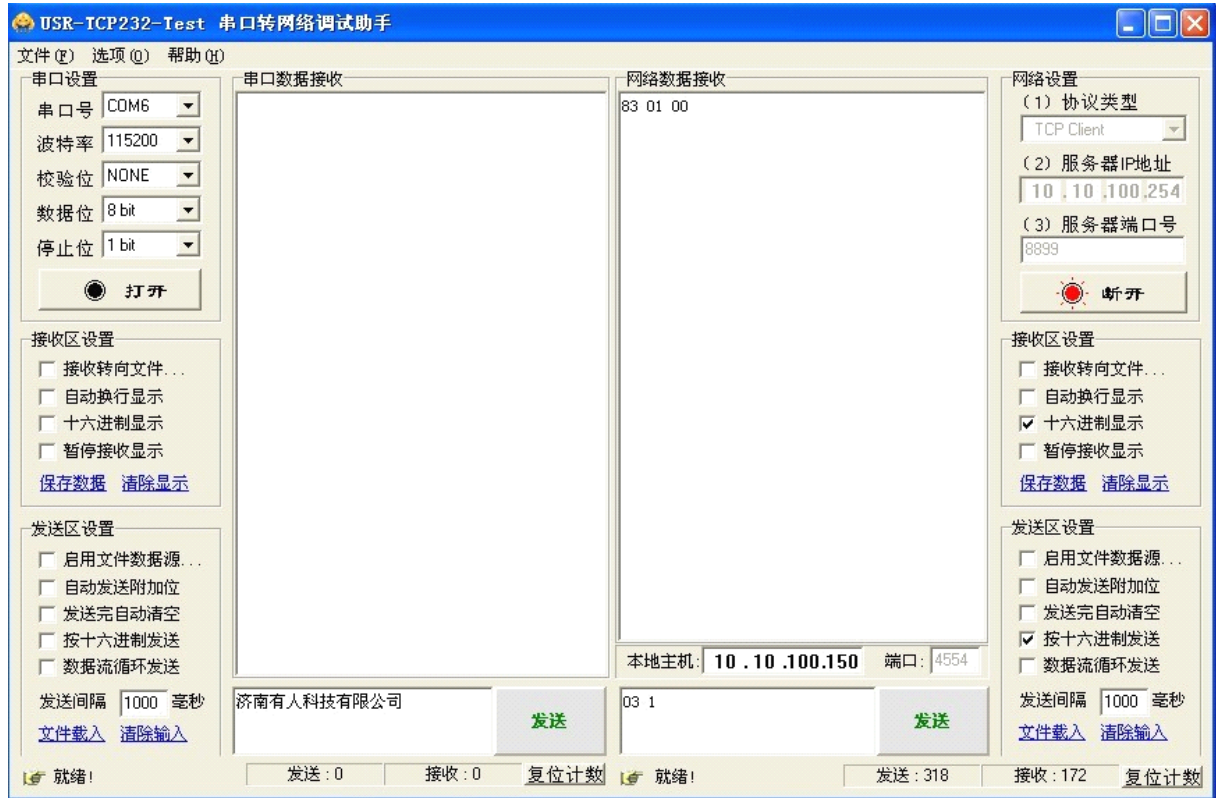 USR-TCP232-Test 串口转网络调试助手
文件(F) 选项(O) 帮助(H)
串口设置
串口号 COM6
波特率 115200
校验位 NONE
数据位 8 bit
停止位 1 bit
打开
接收区设置
接收转向文件...
自动换行显示
十六进制显示
暂停接收显示
保存数据 清除显示
发送区设置
启用文件数据源...
自动发送附加位
发送完自动清空
按十六进制发送
数据流循环发送
发送间隔 1000 毫秒
文件载入 清除输入
就绪!
串口数据接收
济南有人科技有限公司
发送
发送:0 接收:0 复位计数
网络数据接收
83 01 00
本地主机: 10 . 10 .100.150 端口: 4554
03 1
发送
就绪! 发送:318 接收:172 复位计数
网络设置
(1) 协议类型
TCP Client
(2) 服务器IP地址
10 . 10 .100.254
(3) 服务器端口号
8899
断开
接收区设置
接收转向文件...
自动换行显示
十六进制显示
暂停接收显示
保存数据 清除显示
发送区设置
启用文件数据源...
自动发送附加位
发送完自动清空
按十六进制发送
数据流循环发送
发送间隔 1000 毫秒
文件载入 清除输入